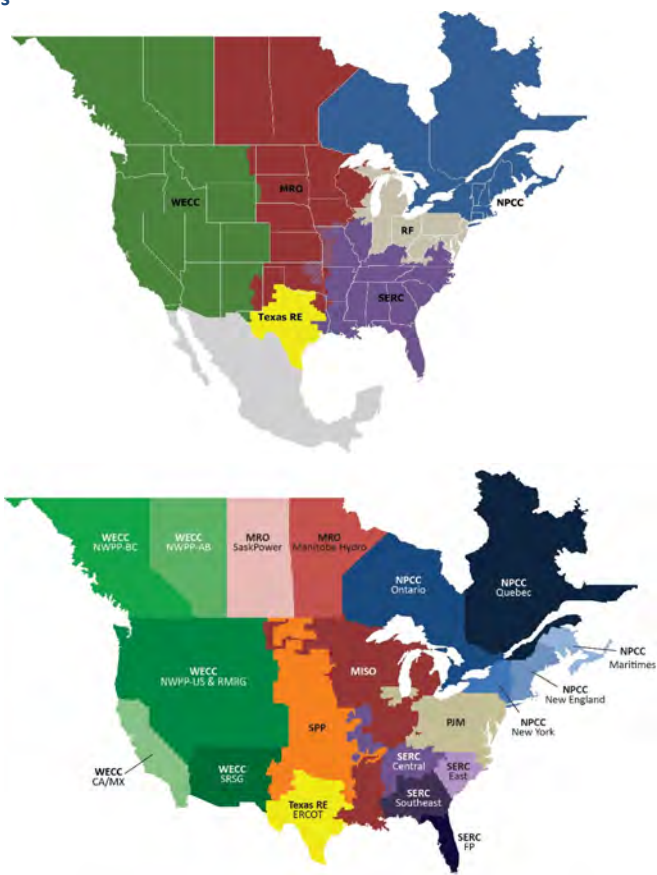 WECC
MRO
NPCC
RF
SERC
Texas RE
WECC
NWPP-BC
WECC
NWPP-AB
MRO
SaskPower
MRO
Manitoba Hydro
NPCC
Ontario
NPCC
Quebec
NPCC
Maritimes
WECC
NWPP-US & RMRG
MISO
NPCC
New England
SPP
PJM
NPCC
New York
SERC
Central
SERC
East
WECC
CA/MX
WECC
SRSG
SERC
Southeast
Texas RE
ERCOT
SERC
FP